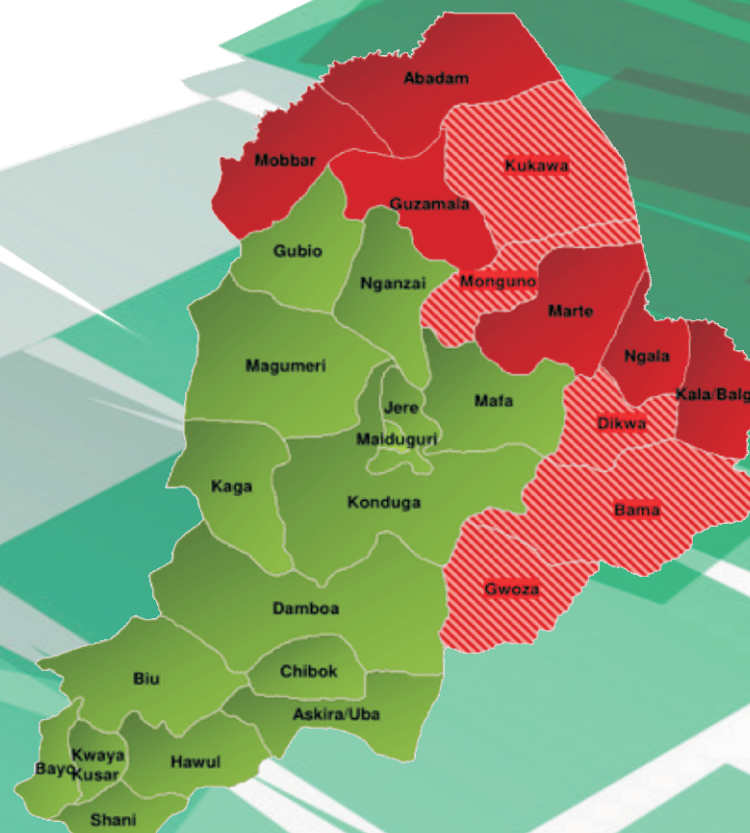 Abadam
Mobbar
Kukawa
Guzamala
Gubio
Nganzai
Monguno
Marte
Ngala
Magumeri
Kala/Balg
Jere
Mafa
Dikwa
Maiduguri
Kaga
Konduga
Bama
Gwoza
Damboa
Chibok
Biu
Askira/Uba
Kwaya
Kusar
Bayo
Hawul
Shani